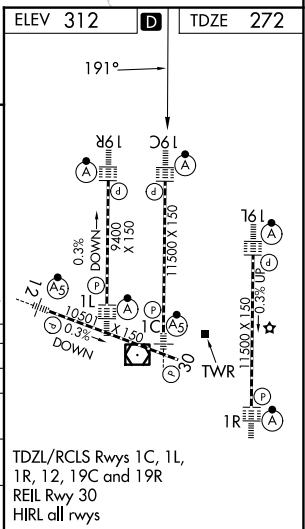 ELEV 312
D
TDZE 272
191°
19R
19C
A
A
P
P
0.3%
DOWN
9400
X 150
11500 X 150
19L
A
P
A5
12
P
P
1L
A
P
1C
A5
10501 X 150
0.3%
DOWN
P
30
TWR
11500 X 150
0.3% UP
P
1R
A
TDZL/RCLS Rwys 1C, 1L,
1R, 12, 19C and 19R
REIL Rwy 30
HIRL all rwys